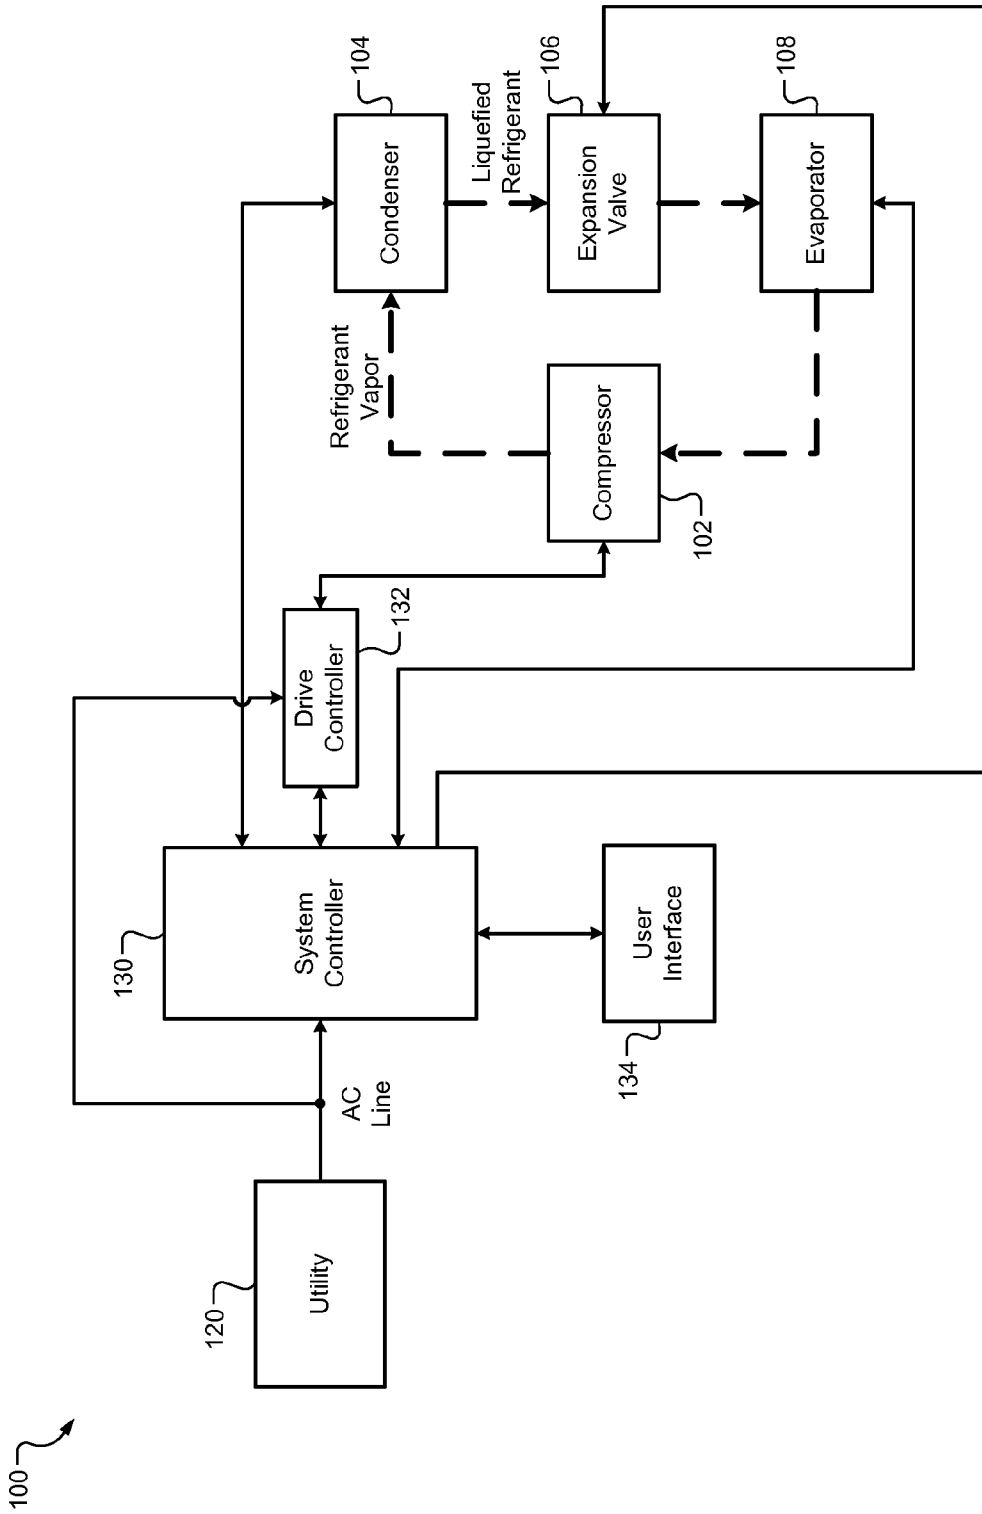 100
120
Utility
AC
Line
130
System
Controller
134
User
Interface
Drive
Controller
132
Compressor
102
Refrigerant
Vapor
Condenser
104
Liquefied
Refrigerant
Expansion
Valve
106
Evaporator
108